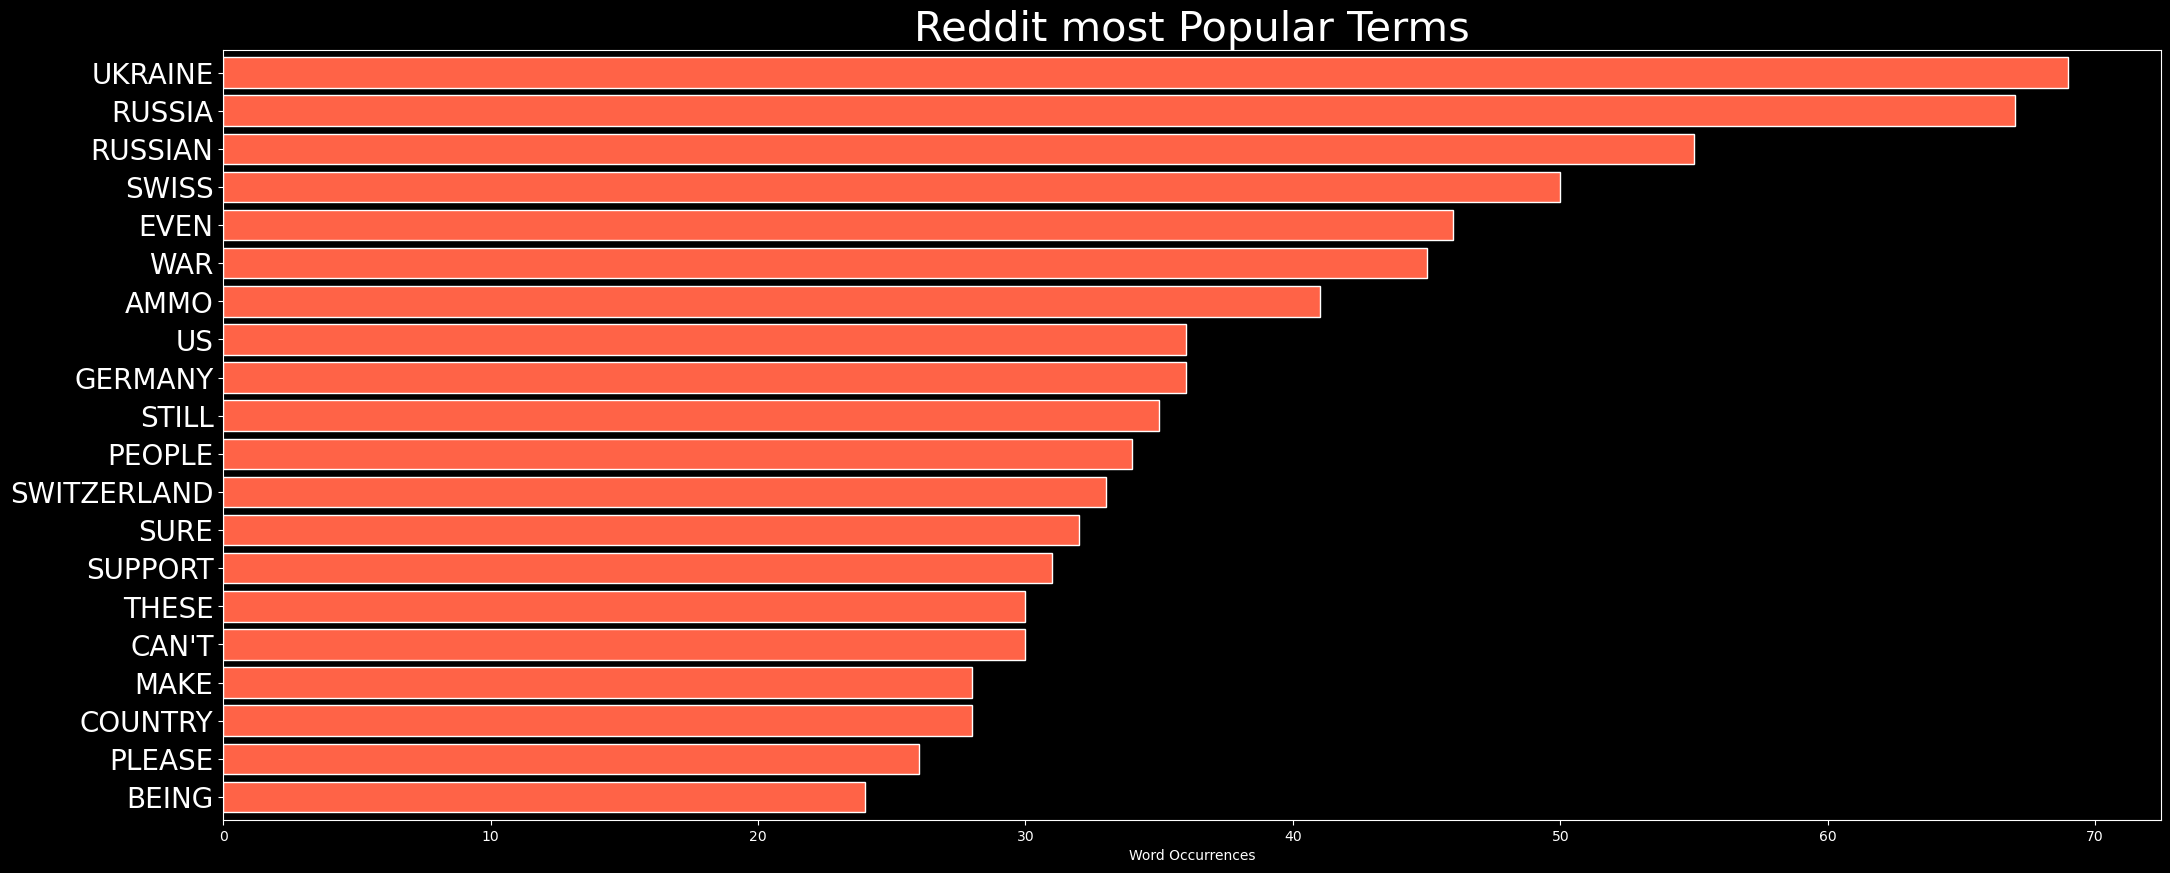 Reddit most Popular Terms
UKRAINE
RUSSIA
RUSSIAN
SWISS
EVEN
WAR
AMMO
US
GERMANY
STILL
PEOPLE
SWITZERLAND
SURE
SUPPORT
THESE
CAN'T
MAKE
COUNTRY
PLEASE
BEING
0 10 20 30 40 50 60 70
Word Occurrences